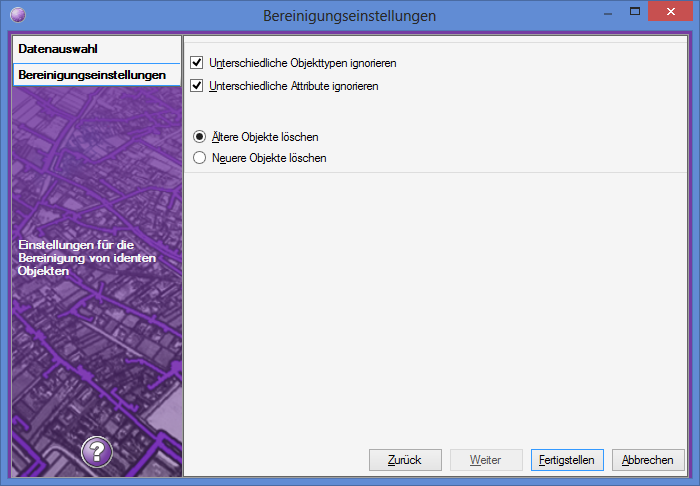 Bereinigungseinstellungen
Datenauswahl
Bereinigungseinstellungen
Einstellungen für die
Bereinigung von identen
Objekten
?
Unterschiedliche Objekttypen ignorieren
Unterschiedliche Attribute ignorieren
Ältere Objekte löschen
Neuere Objekte löschen
Zurück
Weiter
Fertigstellen
Abbrechen